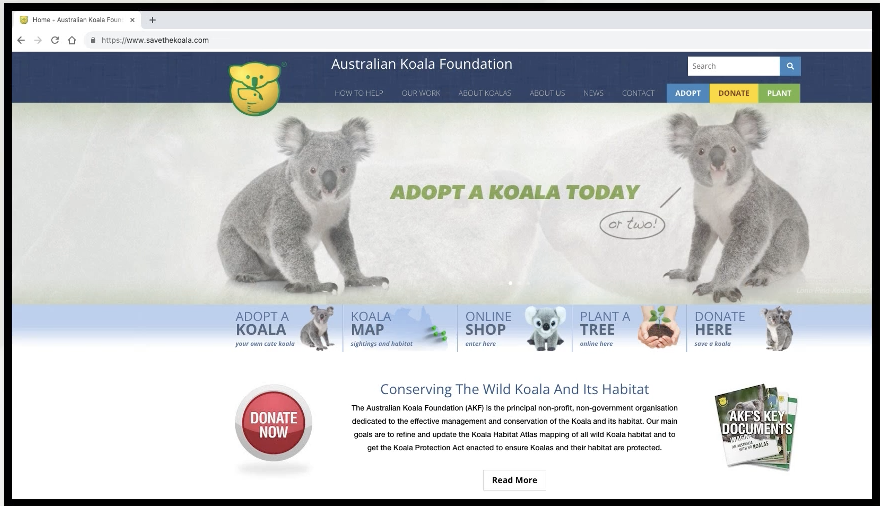 Home - Australian Koala Foun
https://www.savethekoala.com
Australian Koala Foundation
Search
HOW TO HELP
OUR WORK
ABOUT KOALAS
ABOUT US
NEWS
CONTACT
ADOPT
DONATE
PLANT
ADOPT A KOALA TODAY
or two!
ADOPT A
KOALA
your own cute koala
KOALA
MAP
sightings and habitat
ONLINE
SHOP
enter here
PLANT A
TREE
online here
DONATE
HERE
save a koala
DONATE
NOW
Conserving The Wild Koala And Its Habitat
The Australian Koala Foundation (AKF) is the principal non-profit, non-government organisation
dedicated to the effective management and conservation of the Koala and its habitat. Our main
goals are to refine and update the Koala Habitat Atlas mapping of all wild Koala habitat and to
get the Koala Protection Act enacted to ensure Koalas and their habitat are protected.
Read More
AKF'S KEY
DOCUMENTS